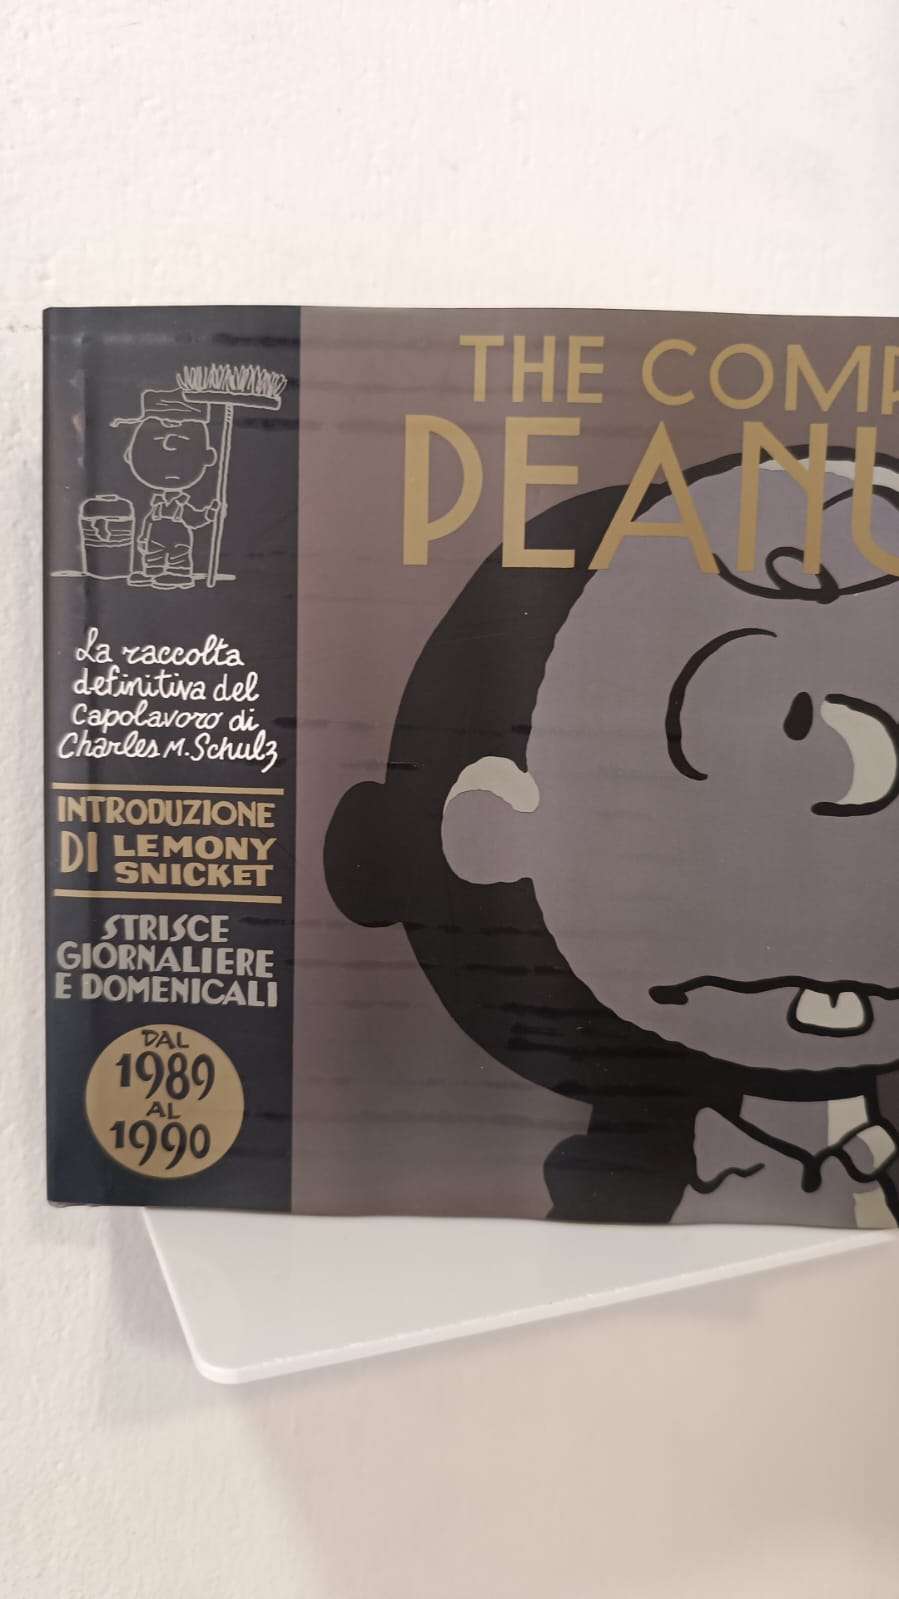 THE COMP
PEANU
La raccolta
definitiva del
Capolavoro di
Charles M. Schulz
INTRODUZIONE
DI LEMONY
SNICKET
STRISCE
GIORNALIERE
E DOMENICALI
DAL
1989
AL
1990